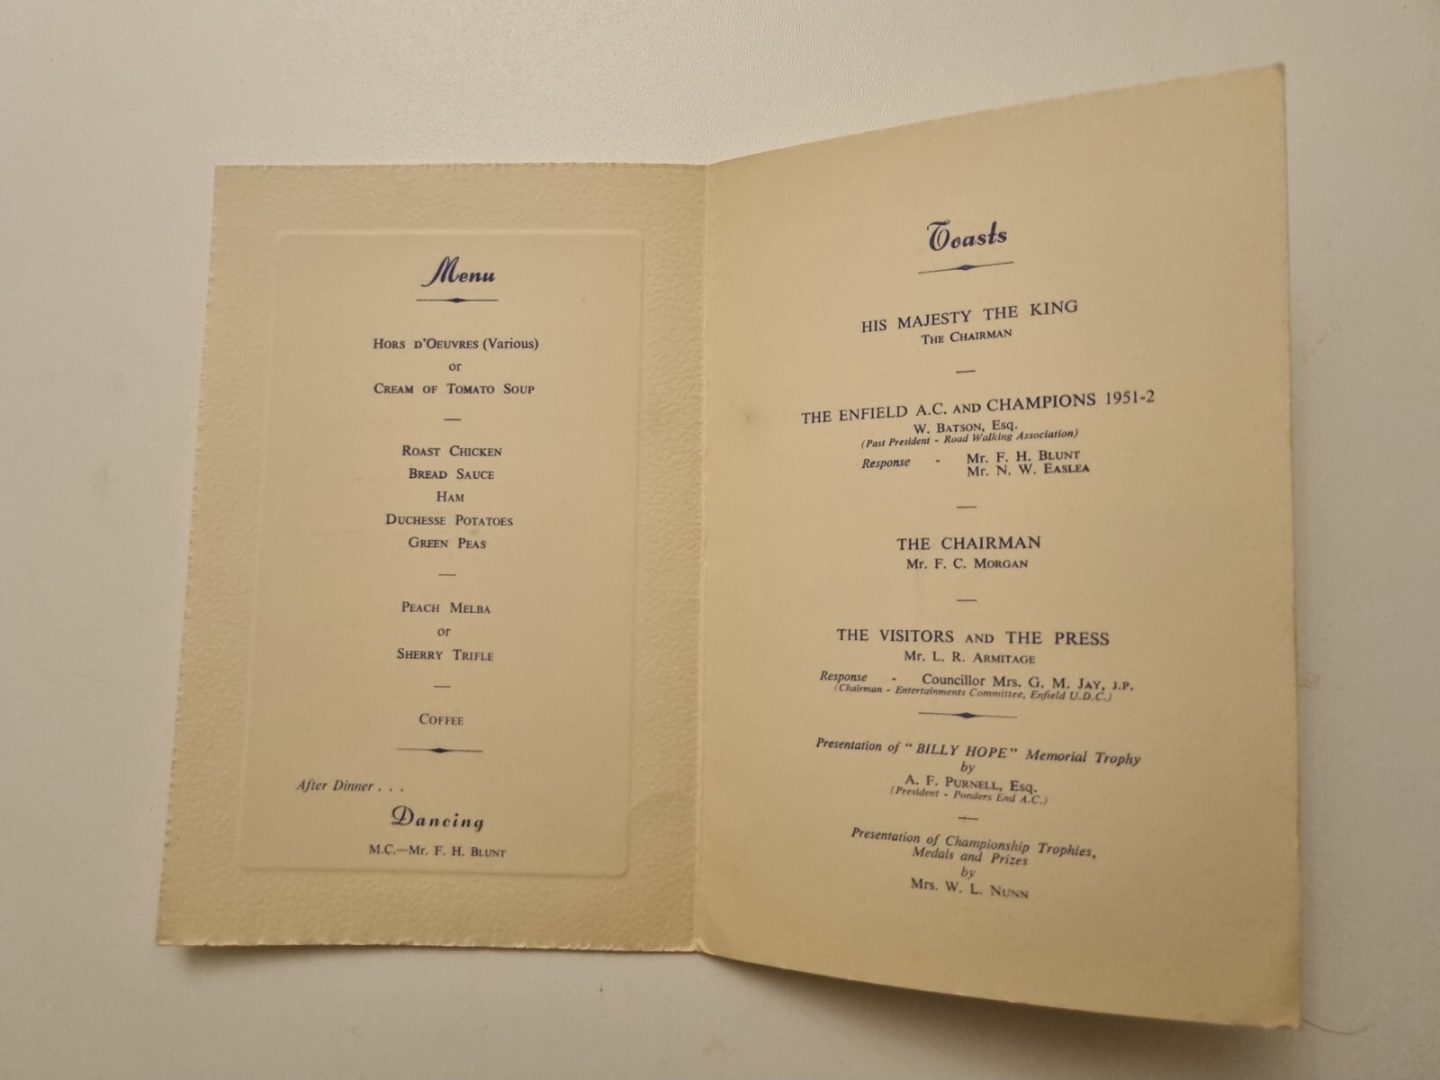 Menu
HORS D'OEUVRES (Various)
or
CREAM OF TOMATO SOUP
—
ROAST CHICKEN
BREAD SAUCE
HAM
DUCHESSE POTATOES
GREEN PEAS
—
PEACH MELBA
or
SHERRY TRIFLE
—
COFFEE
After Dinner . . .
Dancing
M.C.—Mr. F. H. BLUNT
Toasts
HIS MAJESTY THE KING
THE CHAIRMAN
—
THE ENFIELD A.C. AND CHAMPIONS 1951-2
W. BATSON, Esq.
(Past President - Road Walking Association)
Response - Mr. F. H. BLUNT
Mr. N. W. EASLEA
—
THE CHAIRMAN
Mr. F. C. MORGAN
—
THE VISITORS AND THE PRESS
Mr. L. R. ARMITAGE
Response - Councillor Mrs. G. M. JAY, J.P.
(Chairman - Entertainments Committee, Enfield U.D.C.)
Presentation of "BILLY HOPE" Memorial Trophy
by
A. F. PURNELL, Esq.
(President - Ponders End A.C.)
—
Presentation of Championship Trophies,
Medals and Prizes
by
Mrs. W. L. NUNN